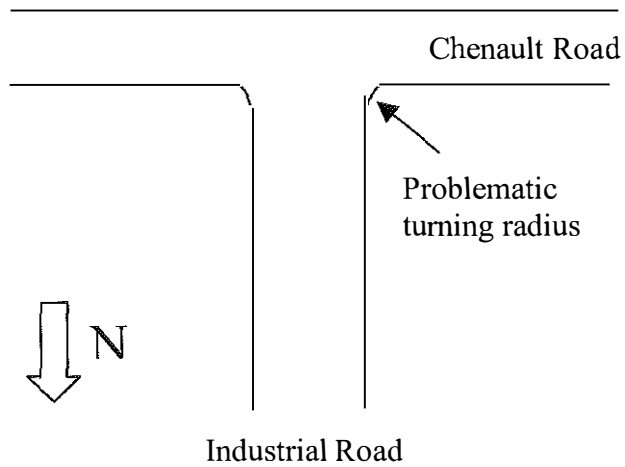 Chenault Road
Problematic
turning radius
N
Industrial Road